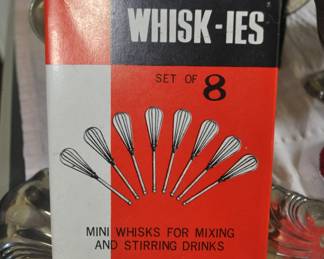 WHISK-IES
SET OF 8
MINI WHISKS FOR MIXING
AND STIRRING DRINKS